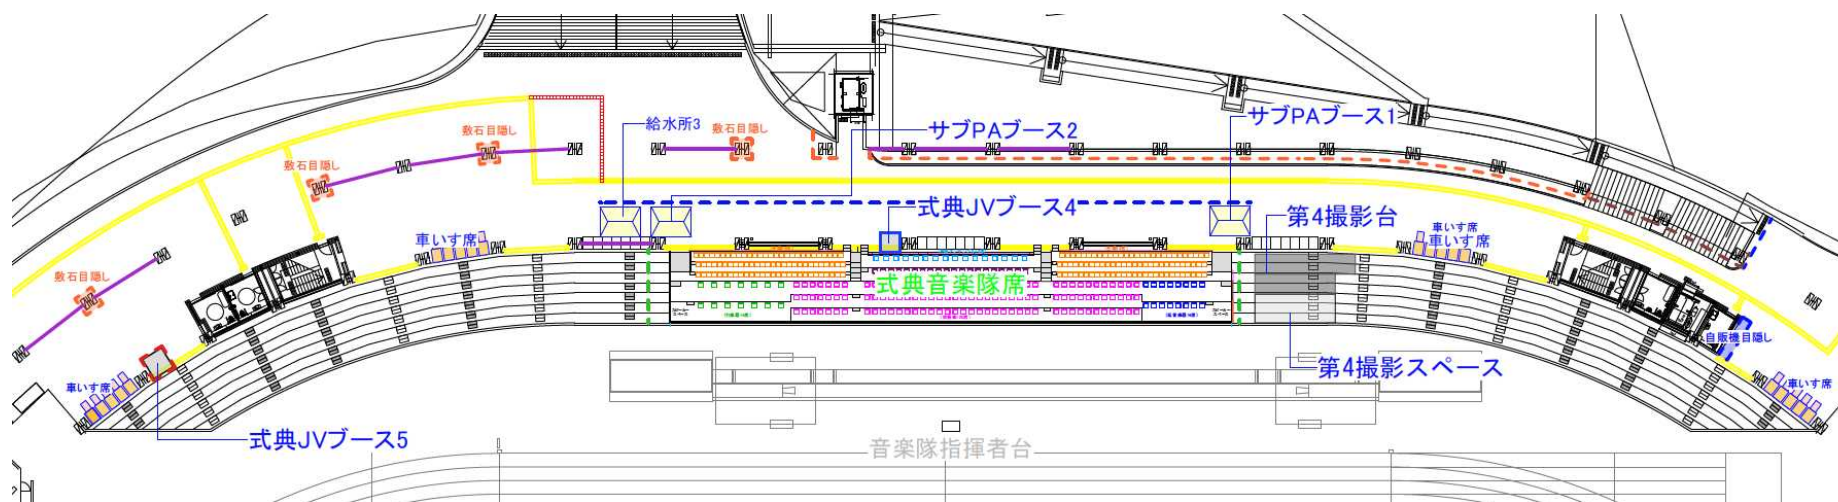 敷石目隠し
給水所3
敷石目隠し
サブPAブース2
サブPAブース1
敷石目隠し
式典JVブース4
第4撮影台
車いす席
車いす席
車いす席
敷石目隠し
式典音楽隊席
自販機目隠し
第4撮影スペース
車いす席
車いす席
式典JVブース5
音楽隊指揮者台